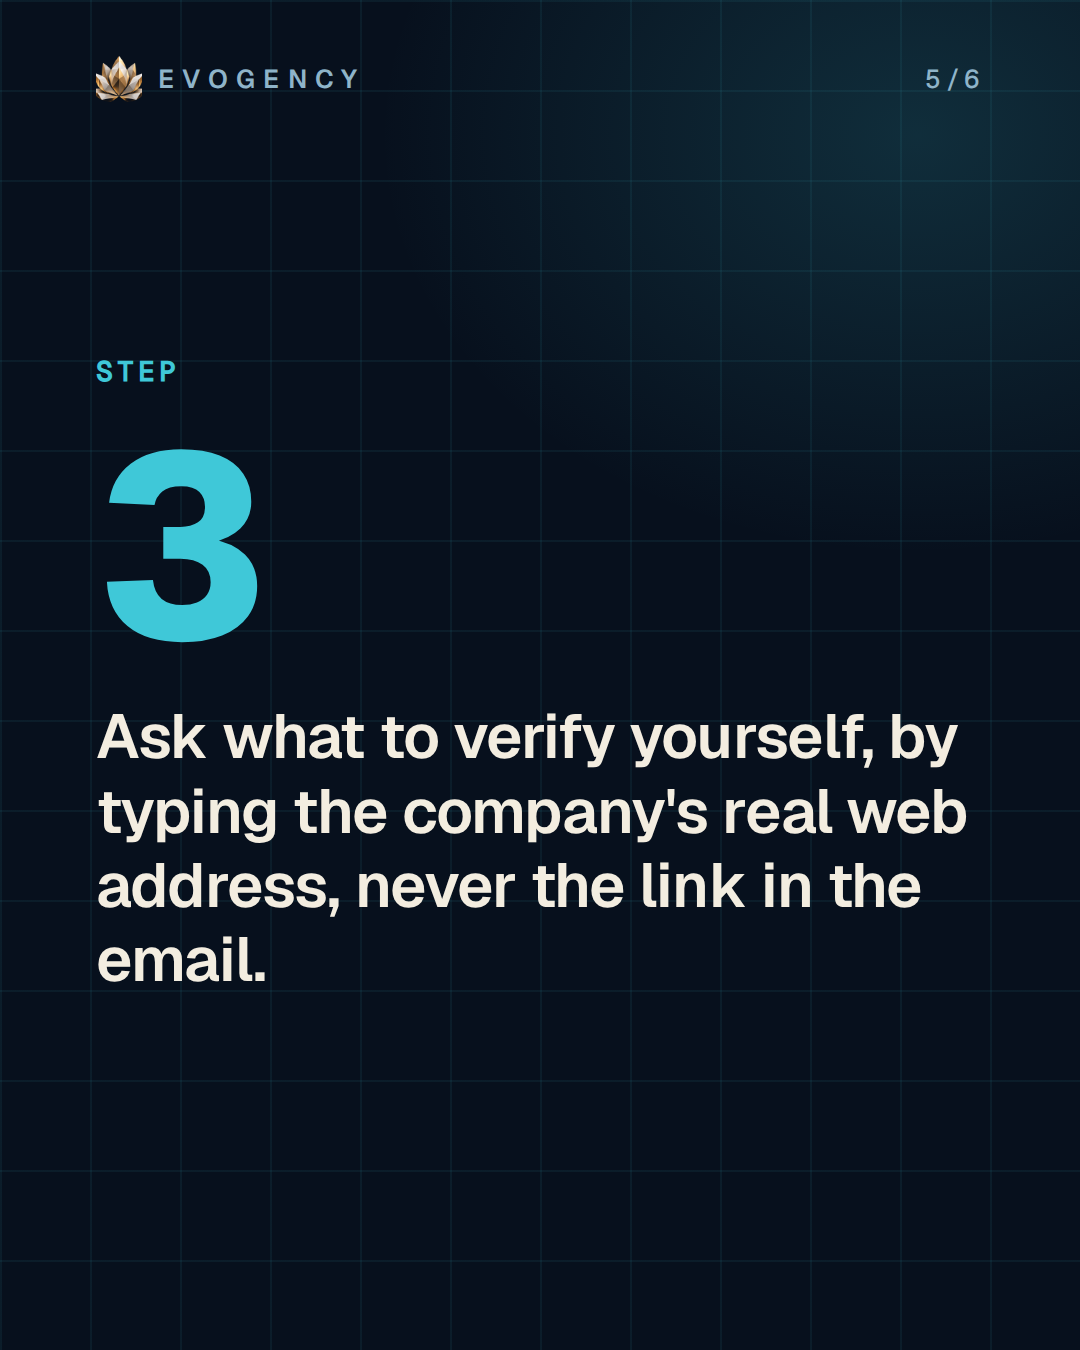 EVOGENCY
5/6
STEP
3
Ask what to verify yourself, by
typing the company's real web
address, never the link in the
email.